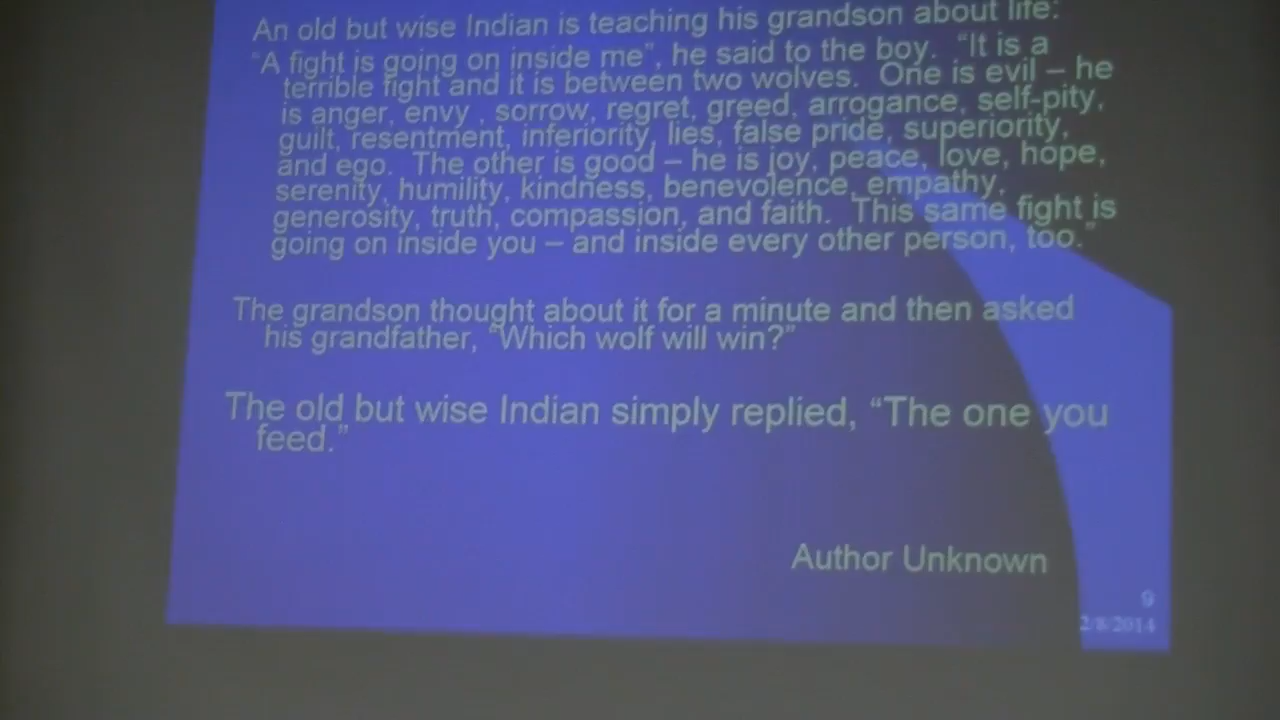 An old but wise Indian is teaching his grandson about life:
“A fight is going on inside me”, he said to the boy.  “It is a
terrible fight and it is between two wolves.  One is evil – he
is anger, envy , sorrow, regret, greed, arrogance, self-pity,
guilt, resentment, inferiority, lies, false pride, superiority,
and ego.  The other is good – he is joy, peace, love, hope,
serenity, humility, kindness, benevolence, empathy,
generosity, truth, compassion, and faith.  This same fight is
going on inside you – and inside every other person, too.”
The grandson thought about it for a minute and then asked
his grandfather, “Which wolf will win?”
The old but wise Indian simply replied, “The one you
feed.”
Author Unknown
9
2/8/2014